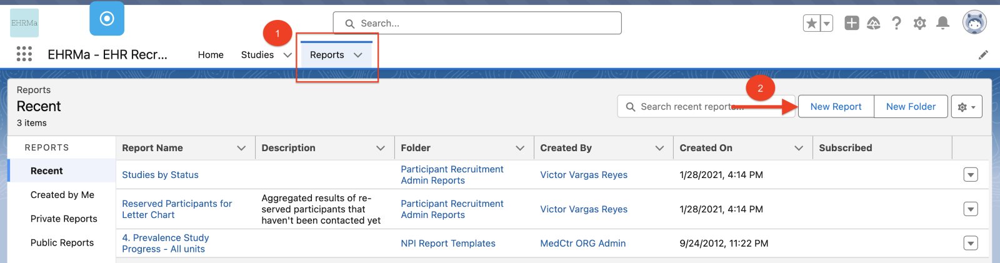 EHRMa
Search...
1
EHRMa - EHR Recr...
Home
Studies
Reports
Reports
Recent
3 items
2
Search recent reports...
New Report
New Folder
REPORTS
Recent
Created by Me
Private Reports
Public Reports
Report Name
Description
Folder
Created By
Created On
Subscribed
Studies by Status
Participant Recruitment
Admin Reports
Victor Vargas Reyes
1/28/2021, 4:14 PM
Reserved Participants for
Letter Chart
Aggregated results of re-
served participants that
haven't been contacted yet
Participant Recruitment
Admin Reports
Victor Vargas Reyes
1/28/2021, 4:14 PM
4. Prevalence Study
Progress - All units
NPI Report Templates
MedCtr ORG Admin
9/24/2012, 11:22 PM